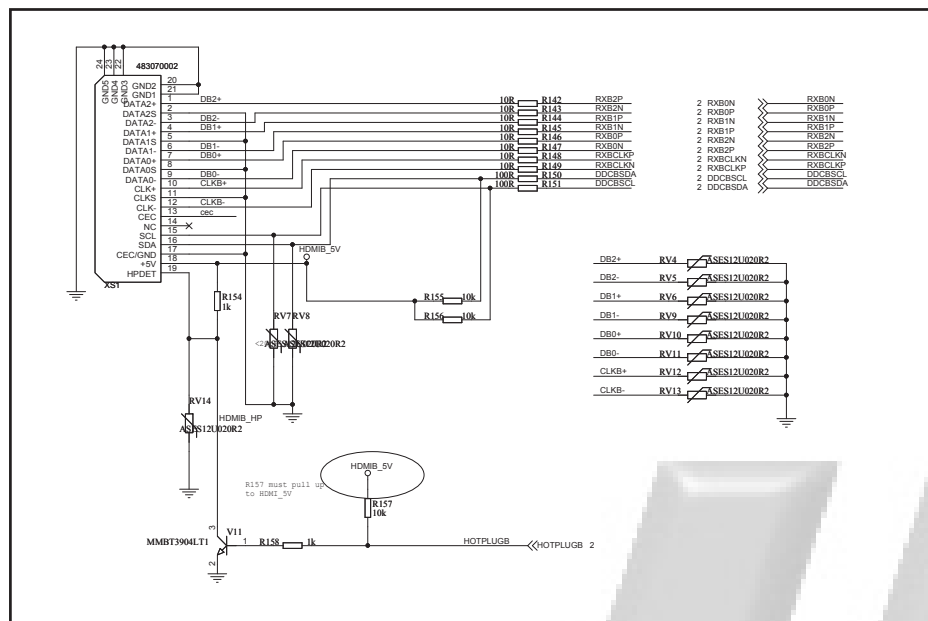 483070002
24
23
22
GND5
GND4
GND3
GND2 20
GND1 21
DATA2+ 1 DB2+
DATA2S 2
DATA2- 3 DB2-
DATA1+ 4 DB1+
DATA1S 5
DATA1- 6 DB1-
DATA0+ 7 DB0+
DATA0S 8
DATA0- 9 DB0-
CLK+ 10 CLKB+
CLKS 11
CLK- 12 CLKB-
CEC 13 cec
NC 14
SCL 15
SDA 16
CEC/GND 17
+5V 18
HPDET 19
XS1
10R R142 RXB2P
10R R143 RXB2N
10R R144 RXB1P
10R R145 RXB1N
10R R146 RXB0P
10R R147 RXB0N
10R R148 RXBCLKP
10R R149 RXBCLKN
100R R150 DDCBSDA
100R R151 DDCBSCL
2 RXB0N RXB0N
2 RXB0P RXB0P
2 RXB1N RXB1N
2 RXB1P RXB1P
2 RXB2N RXB2N
2 RXB2P RXB2P
2 RXBCLKN RXBCLKN
2 RXBCLKP RXBCLKP
2 DDCBSCL DDCBSCL
2 DDCBSDA DDCBSDA
HDMIB_5V
R154
1k
R155 10k
R156 10k
RV7 RV8
DB2+ RV4 ASES12U020R2
DB2- RV5 ASES12U020R2
DB1+ RV6 ASES12U020R2
DB1- RV9 ASES12U020R2
DB0+ RV10 ASES12U020R2
DB0- RV11 ASES12U020R2
CLKB+ RV12 ASES12U020R2
CLKB- RV13 ASES12U020R2
RV14
HDMIB_HP
ASES12U020R2
HDMIB_5V
R157 must pull up
to HDMI_5V
R157
10k
3
V11
MMBT3904LT1
1
R158 1k
HOTPLUGB
HOTPLUGB 2
2